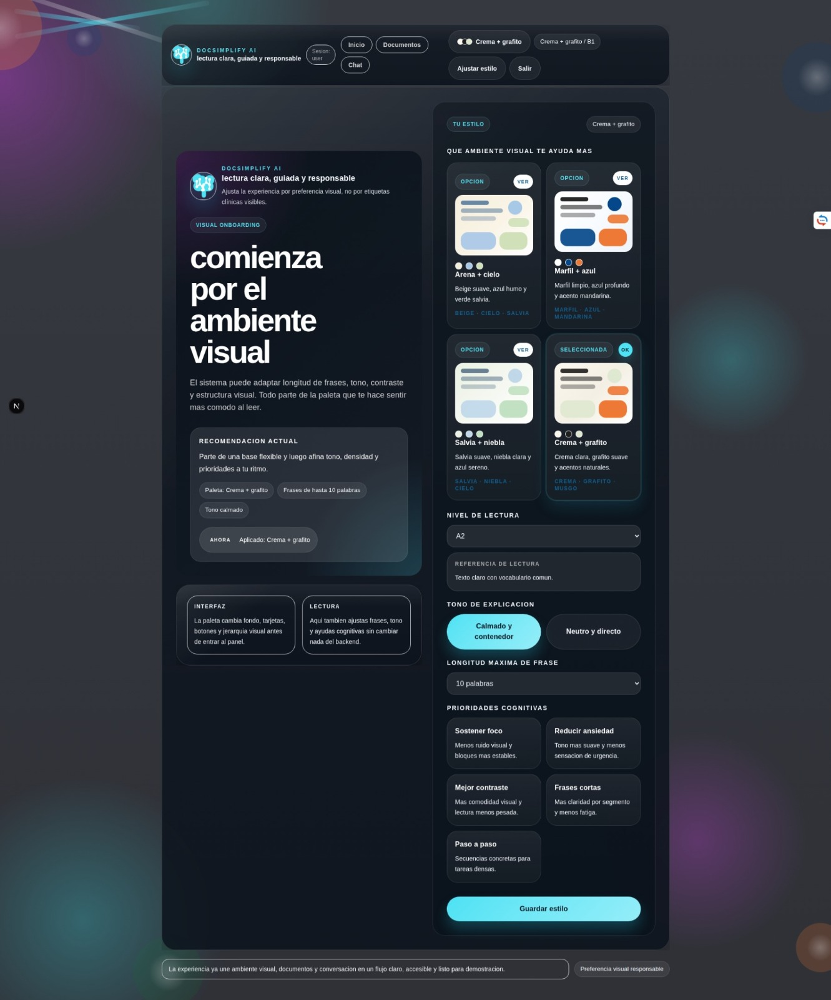 DOCSIMPLIFY AI
lectura clara, guiada y responsable
Sesion:
user
Inicio
Documentos
Chat
Crema + grafito
Crema + grafito / B1
Ajustar estilo
Salir
DOCSIMPLIFY AI
lectura clara, guiada y responsable
Ajusta la experiencia por preferencia visual, no por etiquetas
clínicas visibles.
VISUAL ONBOARDING
comienza
por el
ambiente
visual
El sistema puede adaptar longitud de frases, tono, contraste
y estructura visual. Todo parte de la paleta que te hace sentir
mas comodo al leer.
RECOMENDACION ACTUAL
Parte de una base flexible y luego afina tono, densidad y
prioridades a tu ritmo.
Paleta: Crema + grafito
Frases de hasta 10 palabras
Tono calmado
AHORA Aplicado: Crema + grafito
INTERFAZ
La paleta cambia fondo, tarjetas,
botones y jerarquia visual antes
de entrar al panel.
LECTURA
Aqui tambien ajustas frases, tono
y ayudas cognitivas sin cambiar
nada del backend.
TU ESTILO
Crema + grafito
QUE AMBIENTE VISUAL TE AYUDA MAS
OPCION
VER
Arena + cielo
Beige suave, azul humo y
verde salvia.
BEIGE · CIELO · SALVIA
OPCION
VER
Marfil + azul
Marfil limpio, azul profundo
y acento mandarina.
MARFIL · AZUL ·
MANDARINA
OPCION
VER
Salvia + niebla
Salvia suave, niebla clara y
azul sereno.
SALVIA · NIEBLA ·
CIELO
SELECCIONADA
OK
Crema + grafito
Crema clara, grafito suave
y acentos naturales.
CREMA · GRAFITO ·
MUSGO
NIVEL DE LECTURA
A2
REFERENCIA DE LECTURA
Texto claro con vocabulario comun.
TONO DE EXPLICACION
Calmado y
contenedor
Neutro y directo
LONGITUD MAXIMA DE FRASE
10 palabras
PRIORIDADES COGNITIVAS
Sostener foco
Menos ruido visual y
bloques mas estables.
Reducir ansiedad
Tono mas suave y menos
sensacion de urgencia.
Mejor contraste
Mas comodidad visual y
lectura menos pesada.
Frases cortas
Mas claridad por segmento
y menos fatiga.
Paso a paso
Secuencias concretas para
tareas densas.
Guardar estilo
La experiencia ya une ambiente visual, documentos y conversacion en un flujo claro, accesible y listo para demostracion.
Preferencia visual responsable
N